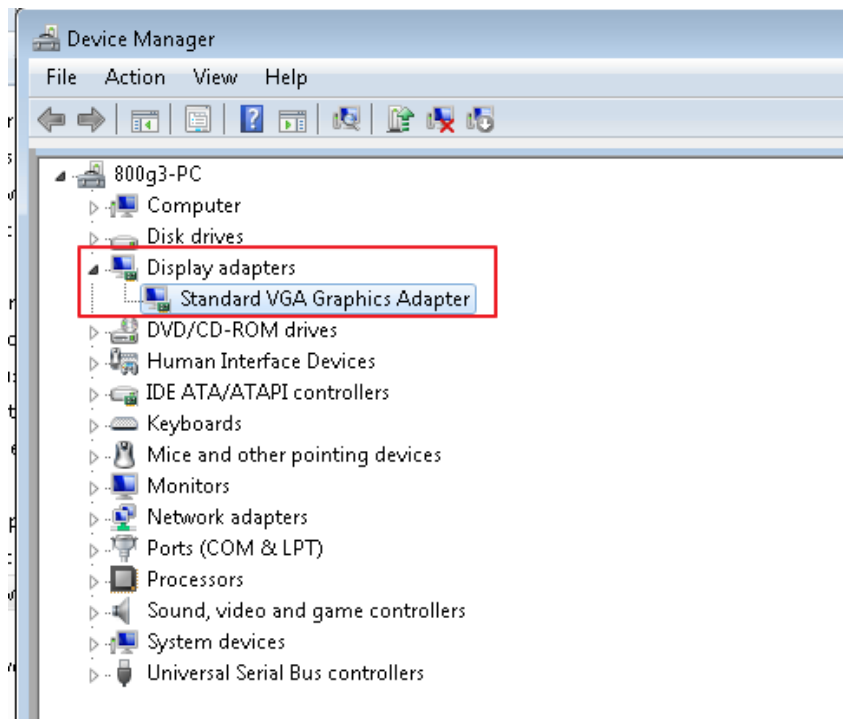 Device Manager
File Action View Help
800g3-PC
Computer
Disk drives
Display adapters
Standard VGA Graphics Adapter
DVD/CD-ROM drives
Human Interface Devices
IDE ATA/ATAPI controllers
Keyboards
Mice and other pointing devices
Monitors
Network adapters
Ports (COM & LPT)
Processors
Sound, video and game controllers
System devices
Universal Serial Bus controllers